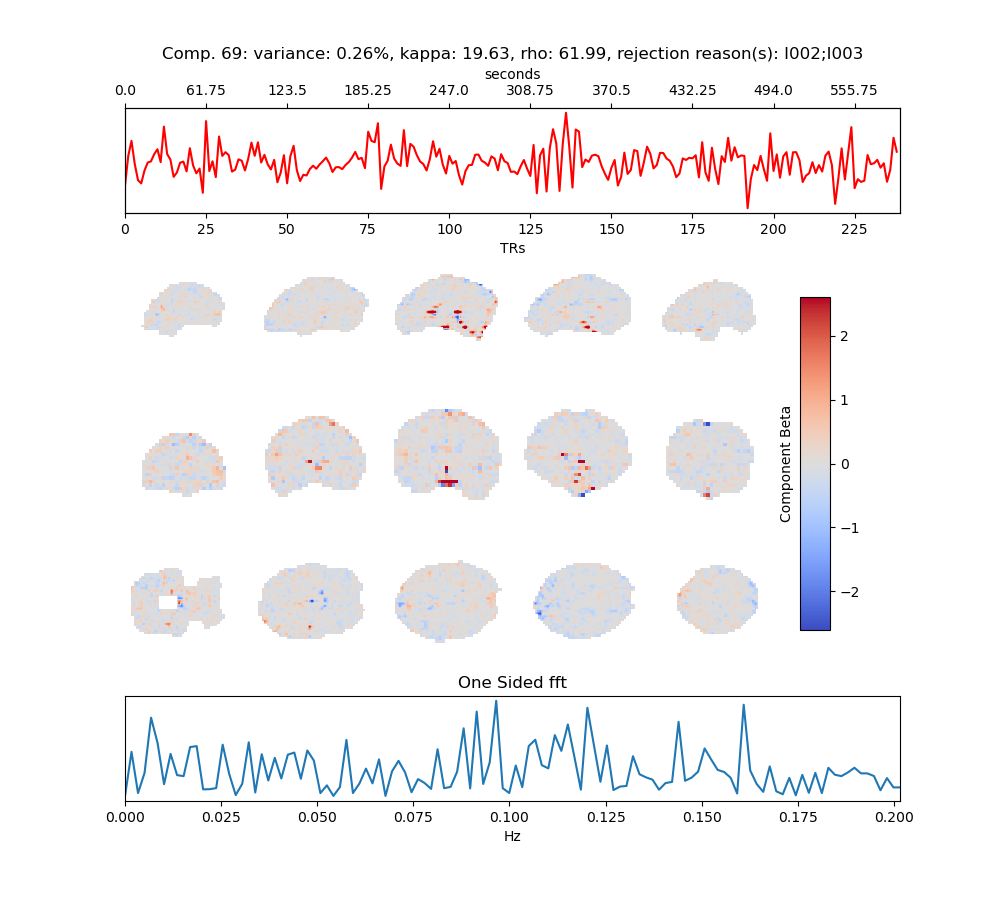 Comp. 69: variance: 0.26%, kappa: 19.63, rho: 61.99, rejection reason(s): I002;I003
seconds
0.0 61.75 123.5 185.25 247.0 308.75 370.5 432.25 494.0 555.75
0 25 50 75 100 125 150 175 200 225
TRs
2
1
0
−1
−2
Component Beta
One Sided fft
0.000 0.025 0.050 0.075 0.100 0.125 0.150 0.175 0.200
Hz